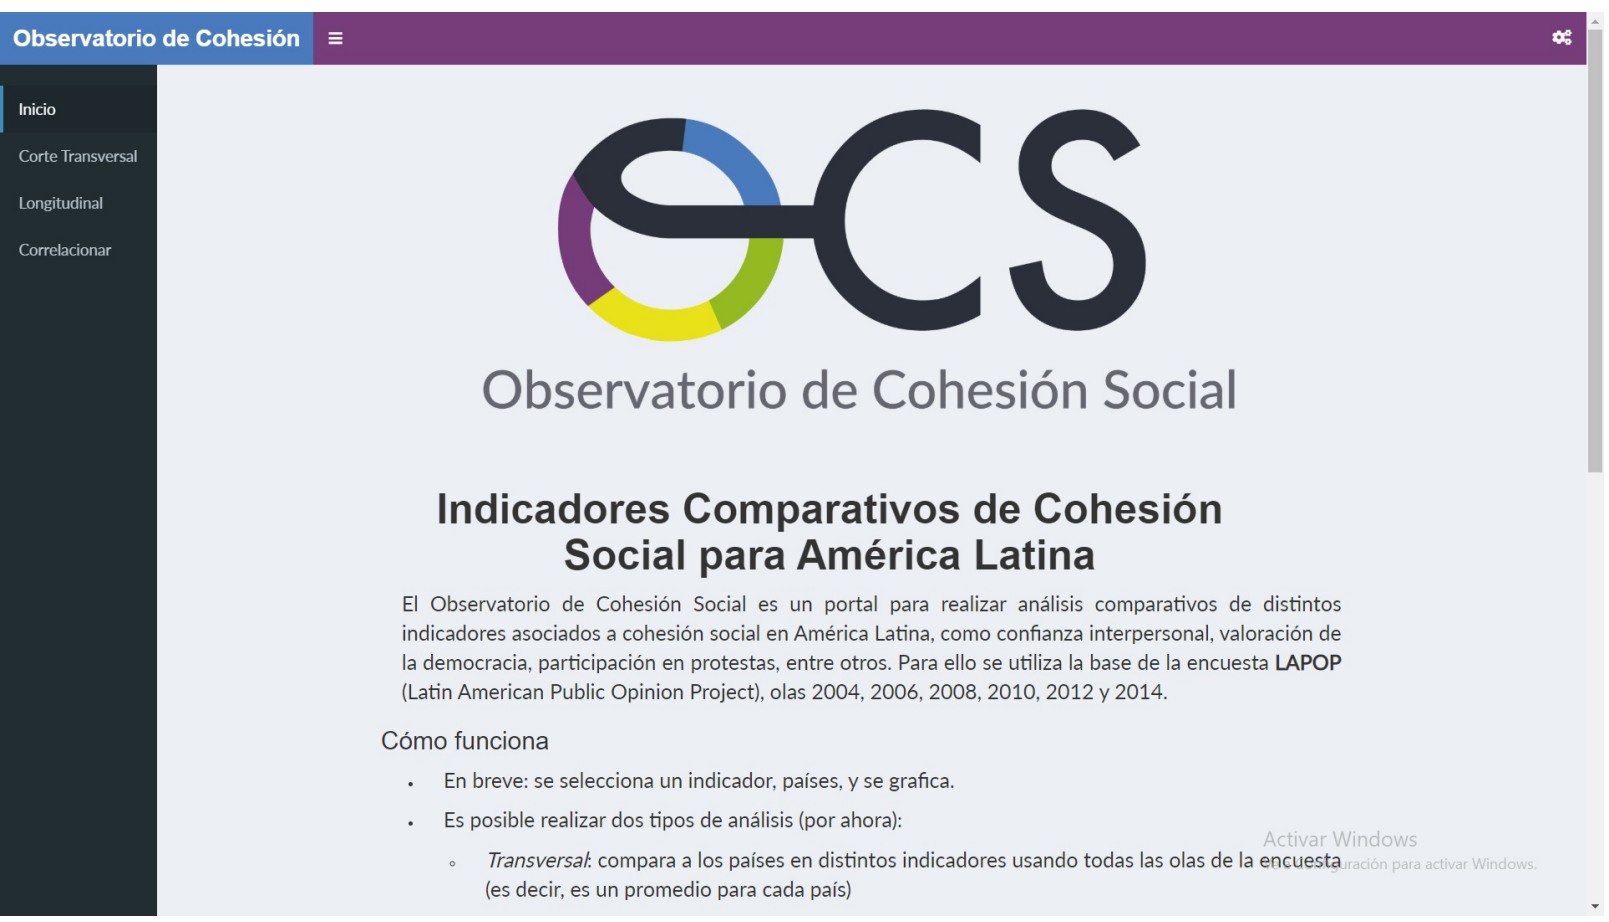 Observatorio de Cohesión
Inicio
Corte Transversal
Longitudinal
Correlacionar
OCS
Observatorio de Cohesión Social
Indicadores Comparativos de Cohesión
Social para América Latina
El Observatorio de Cohesión Social es un portal para realizar análisis comparativos de distintos
indicadores asociados a cohesión social en América Latina, como confianza interpersonal, valoración de
la democracia, participación en protestas, entre otros. Para ello se utiliza la base de la encuesta LAPOP
(Latin American Public Opinion Project), olas 2004, 2006, 2008, 2010, 2012 y 2014.
Cómo funciona
En breve: se selecciona un indicador, países, y se grafica.
Es posible realizar dos tipos de análisis (por ahora):
Transversal: compara a los países en distintos indicadores usando todas las olas de la encuesta
(es decir, es un promedio para cada país)
Activar Windows
para activar Windows.